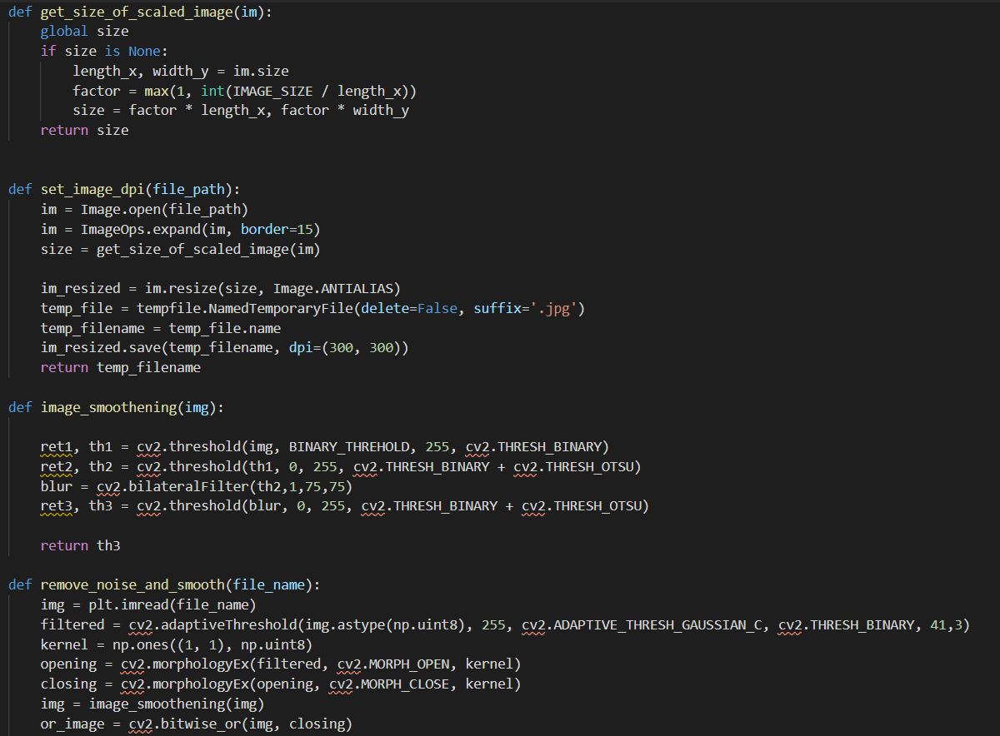 def get_size_of_scaled_image(im):
    global size
    if size is None:
        length_x, width_y = im.size
        factor = max(1, int(IMAGE_SIZE / length_x))
        size = factor * length_x, factor * width_y
    return size
def set_image_dpi(file_path):
    im = Image.open(file_path)
    im = ImageOps.expand(im, border=15)
    size = get_size_of_scaled_image(im)
    im_resized = im.resize(size, Image.ANTIALIAS)
    temp_file = tempfile.NamedTemporaryFile(delete=False, suffix='.jpg')
    temp_filename = temp_file.name
    im_resized.save(temp_filename, dpi=(300, 300))
    return temp_filename
def image_smoothening(img):
    ret1, th1 = cv2.threshold(img, BINARY_THREHOLD, 255, cv2.THRESH_BINARY)
    ret2, th2 = cv2.threshold(th1, 0, 255, cv2.THRESH_BINARY + cv2.THRESH_OTSU)
    blur = cv2.bilateralFilter(th2,1,75,75)
    ret3, th3 = cv2.threshold(blur, 0, 255, cv2.THRESH_BINARY + cv2.THRESH_OTSU)
    return th3
def remove_noise_and_smooth(file_name):
    img = plt.imread(file_name)
    filtered = cv2.adaptiveThreshold(img.astype(np.uint8), 255, cv2.ADAPTIVE_THRESH_GAUSSIAN_C, cv2.THRESH_BINARY, 41,3)
    kernel = np.ones((1, 1), np.uint8)
    opening = cv2.morphologyEx(filtered, cv2.MORPH_OPEN, kernel)
    closing = cv2.morphologyEx(opening, cv2.MORPH_CLOSE, kernel)
    img = image_smoothening(img)
    or_image = cv2.bitwise_or(img, closing)